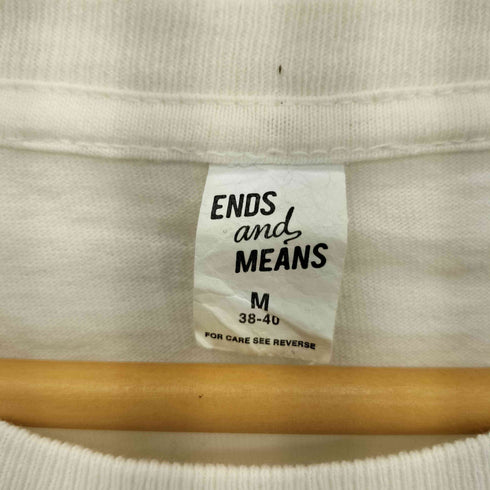 ENDS
and
MEANS
M
38-40
FOR CARE SEE REVERSE